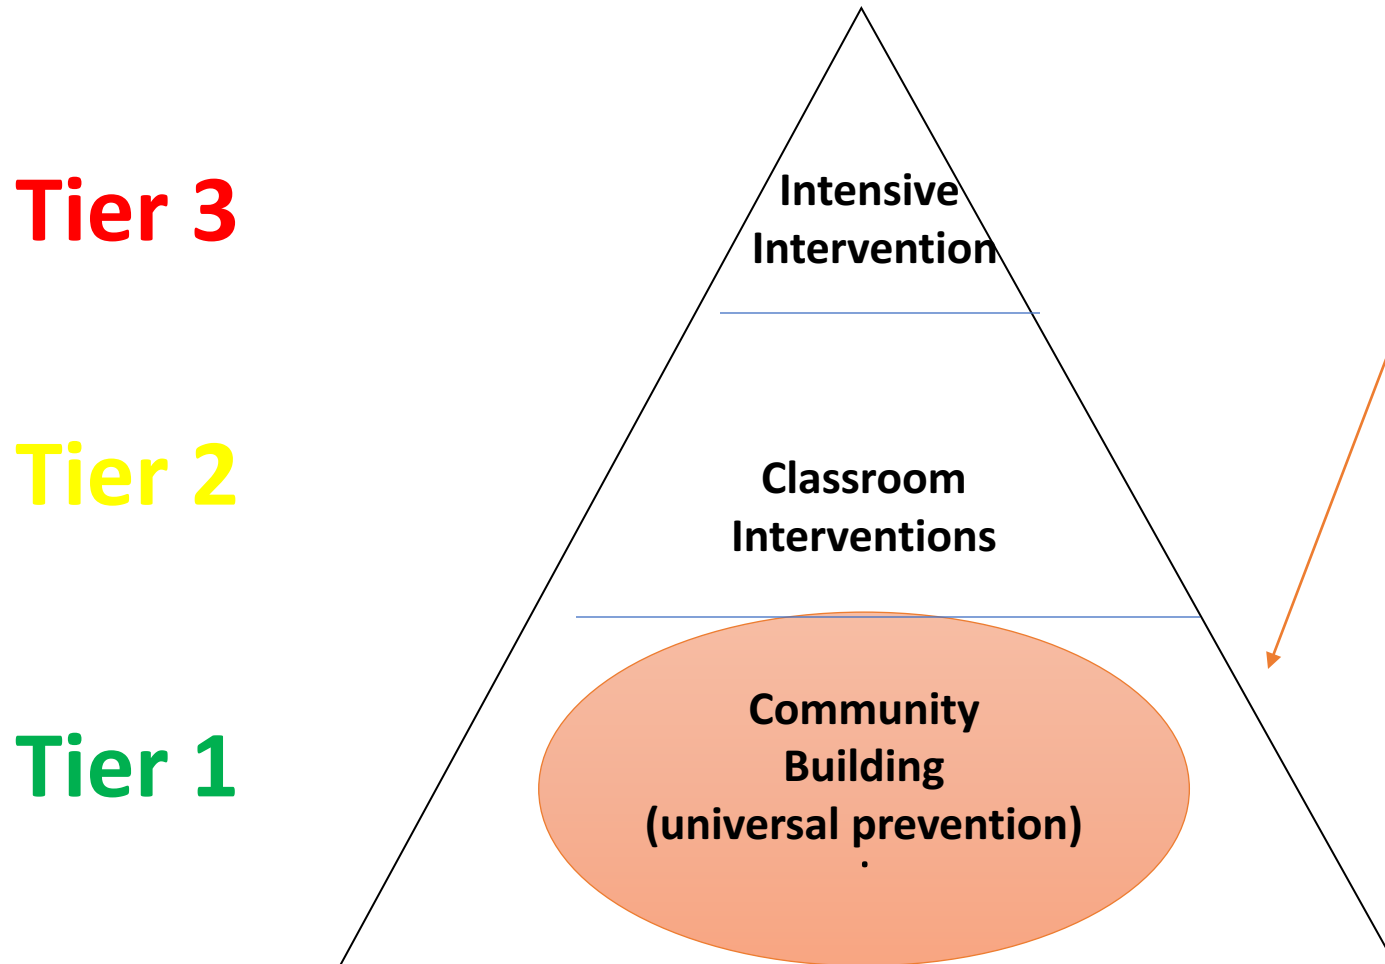 Tier 3
Intensive
Intervention
Tier 2
Classroom
Interventions
Tier 1
Community
Building
(universal prevention)
.